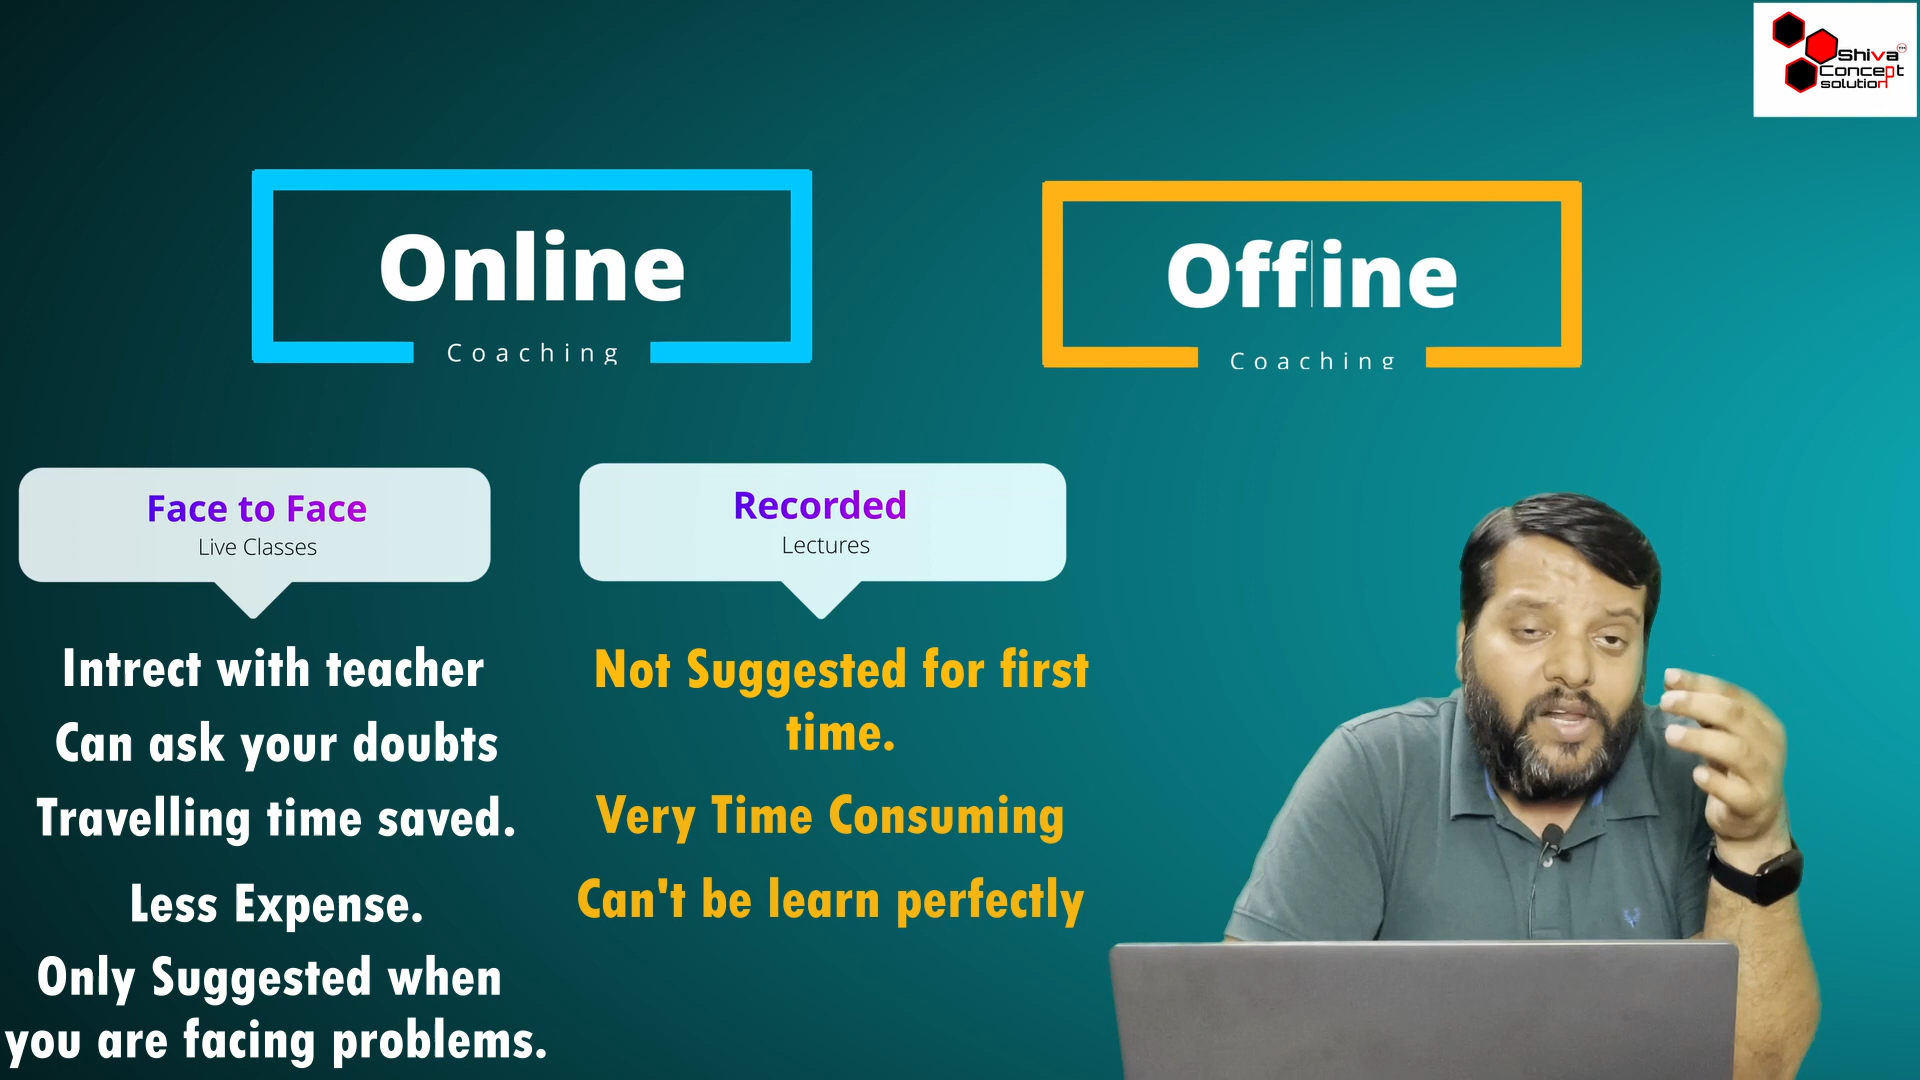 Shiva
Concept
solution
Online
Coaching
Offline
Coaching
Face to Face
Live Classes
Recorded
Lectures
Intrect with teacher
Can ask your doubts
Travelling time saved.
Less Expense.
Only Suggested when
you are facing problems.
Not Suggested for first
time.
Very Time Consuming
Can't be learn perfectly